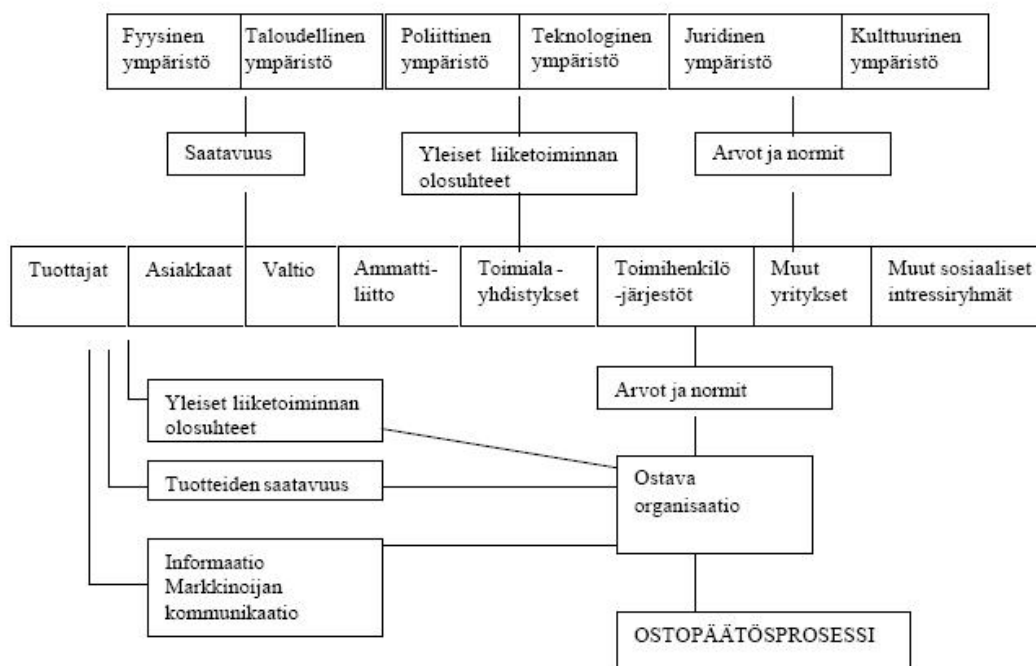 Fyysinen
ympäristö
Taloudellinen
ympäristö
Poliittinen
ympäristö
Teknologinen
ympäristö
Juridinen
ympäristö
Kulttuurinen
ympäristö
Saatavuus
Yleiset liiketoiminnan
olosuhteet
Arvot ja normit
Tuottajat
Asiakkaat
Valtio
Ammatti-
liitto
Toimiala -
yhdistykset
Toimihenkilö
-järjestöt
Muut
yritykset
Muut sosiaaliset
intressiryhmät
Yleiset liiketoiminnan
olosuhteet
Arvot ja normit
Tuotteiden saatavuus
Ostava
organisaatio
Informaatio
Markkinoijan
kommunikaatio
OSTOPÄÄTÖSPROSESSI